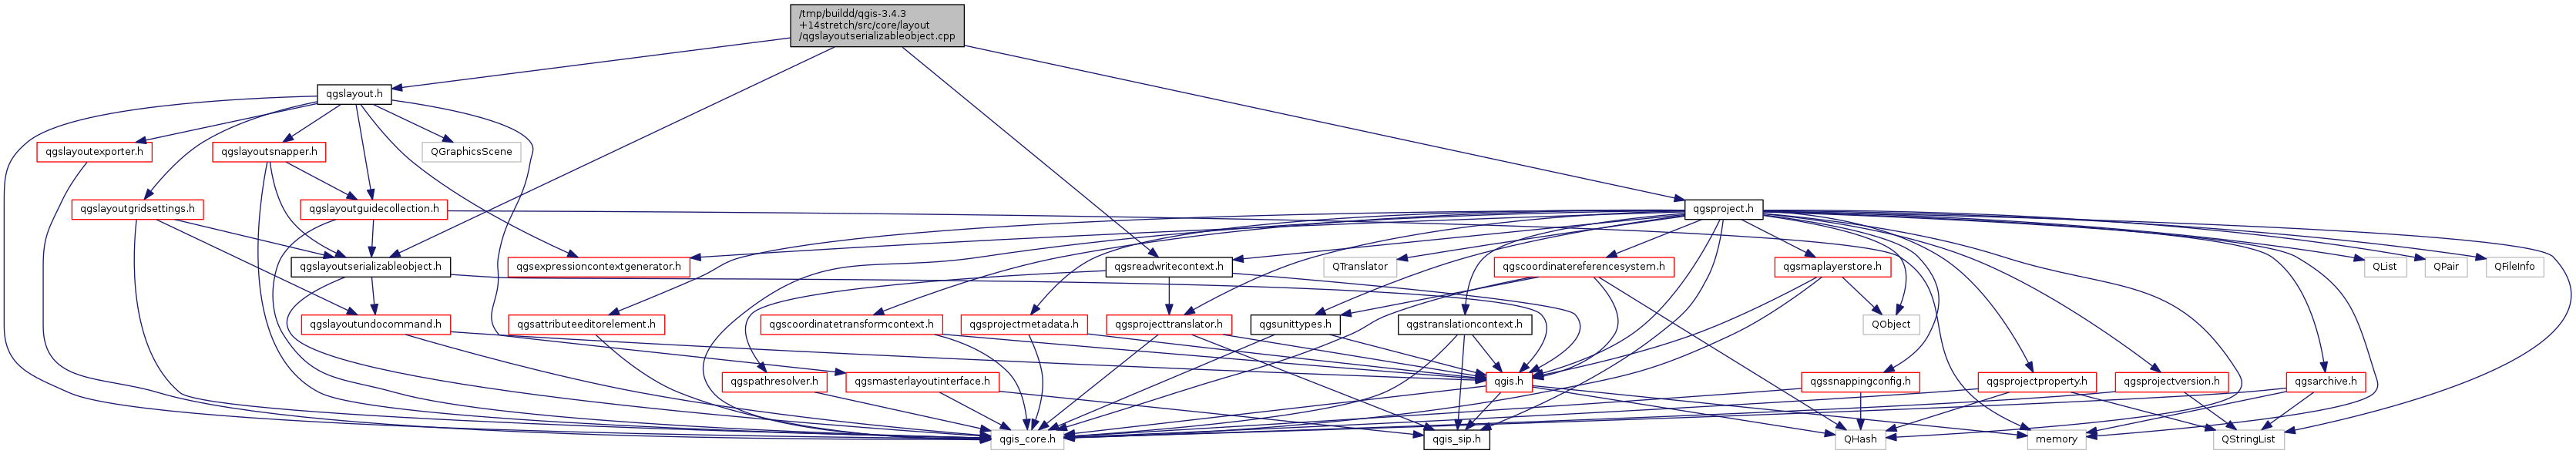 /tmp/buildd/qgis-3.4.3
+14stretch/src/core/layout
/qgslayoutserializableobject.cpp
qgslayout.h
qgslayoutexporter.h
qgslayoutsnapper.h
QGraphicsScene
qgslayoutgridsettings.h
qgslayoutguidecollection.h
qgsproject.h
qgslayoutserializableobject.h
qgsexpressioncontextgenerator.h
qgsreadwritecontext.h
QTranslator
qgscoordinatereferencesystem.h
qgsmaplayerstore.h
QList
QPair
QFileInfo
qgslayoutundocommand.h
qgsattributeeditorelement.h
qgscoordinatetransformcontext.h
qgsprojectmetadata.h
qgsprojecttranslator.h
qgsunittypes.h
qgstranslationcontext.h
QObject
qgspathresolver.h
qgsmasterlayoutinterface.h
qgis.h
qgssnappingconfig.h
qgsprojectproperty.h
qgsprojectversion.h
qgsarchive.h
qgis_core.h
qgis_sip.h
QHash
memory
QStringList